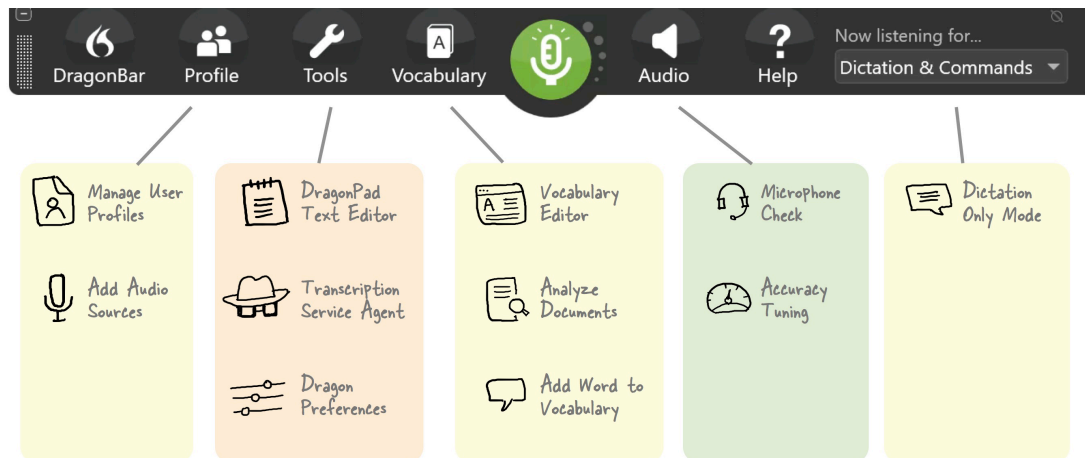 DragonBar
Profile
Tools
A
Vocabulary
Audio
?
Help
Now listening for...
Dictation & Commands
Manage User
Profiles
Add Audio
Sources
DragonPad
Text Editor
Transcription
Service Agent
Dragon
Preferences
A
Vocabulary
Editor
Analyze
Documents
Add Word to
Vocabulary
Microphone
Check
Accuracy
Tuning
Dictation
Only Mode